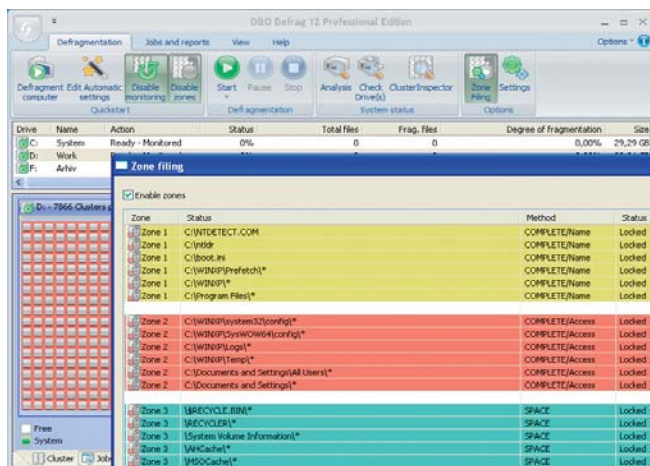 O&O Defrag 12 Professional Edition
Defragmentation Jobs and reports View Help Options
Defragment computer Edit Automatic settings Disable monitoring Disable zones Start Pause Stop Analysis Check Drive(s) ClusterInspector Zone Filing Settings
Quickstart Defragmentation System status Options
Drive Name Action Status Total files Frag. files Degree of fragmentation Size
C: System Ready - Monitored 0% 0 0 0,00% 29,29 GB
D: Work
F: Arhiv
Zone filing
Enable zones
D: - 7866 Clusters
Zone Status Method Status
Zone 1 C:\NTDETECT.COM COMPLETE/Name Locked
Zone 1 C:\ntldr COMPLETE/Name Locked
Zone 1 C:\boot.ini COMPLETE/Name Locked
Zone 1 C:\WINXP\Prefetch\* COMPLETE/Name Locked
Zone 1 C:\WINXP\* COMPLETE/Name Locked
Zone 1 C:\Program Files\* COMPLETE/Name Locked
Zone 2 C:\WINXP\system32\config\* COMPLETE/Access Locked
Zone 2 C:\WINXP\SysWOW64\config\* COMPLETE/Access Locked
Zone 2 C:\WINXP\Logs\* COMPLETE/Access Locked
Zone 2 C:\WINXP\Temp\* COMPLETE/Access Locked
Zone 2 C:\Documents and Settings\All Users\* COMPLETE/Access Locked
Zone 2 C:\Documents and Settings\* COMPLETE/Access Locked
Zone 3 \$RECYCLE.BIN\* SPACE Locked
Zone 3 \RECYCLER\* SPACE Locked
Zone 3 \System Volume Information\* SPACE Locked
Zone 3 \AHCache\* SPACE Locked
Zone 3 \MSOCache\* SPACE Locked
Free
System
Cluster Job